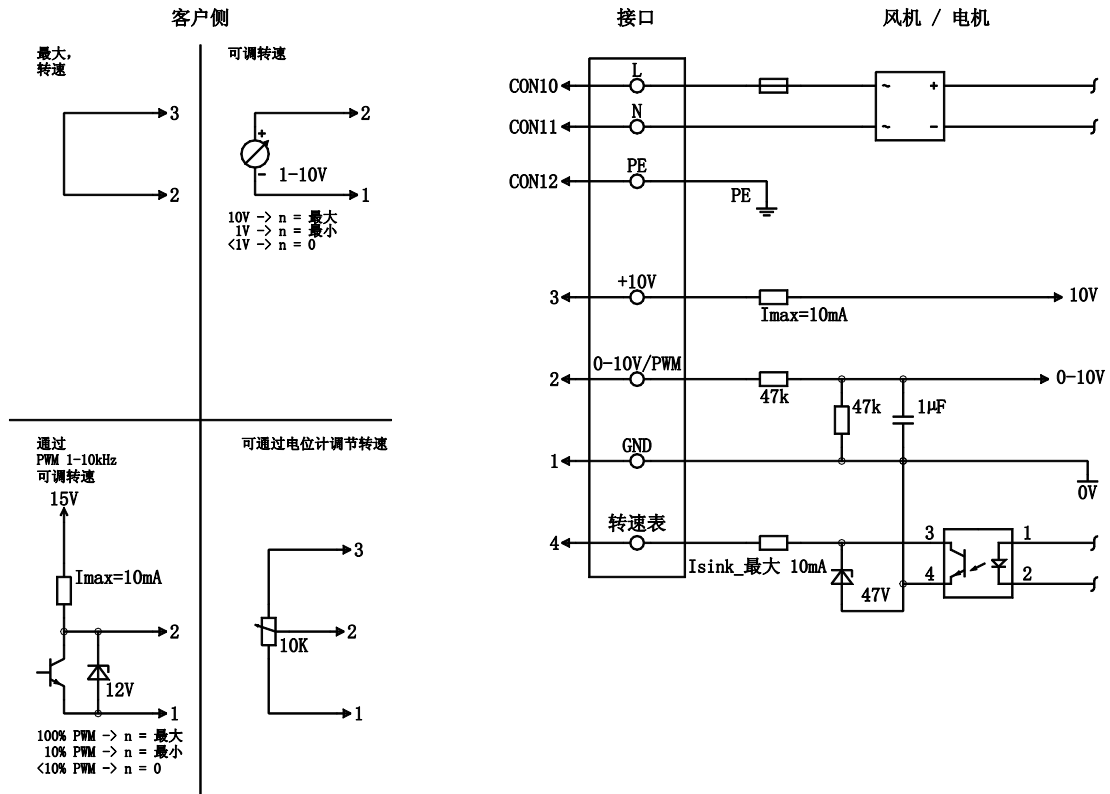 客户侧
接口
风机 / 电机
最大,
转速
3
2
可调转速
2
+
-
1-10V
1
10V -> n = 最大
1V -> n = 最小
<1V -> n = 0
通过
PWM 1-10kHz
可调转速
15V
Imax=10mA
2
12V
1
100% PWM -> n = 最大
10% PWM -> n = 最小
<10% PWM -> n = 0
可通过电位计调节转速
3
2
10K
1
CON10
L
~
+
CON11
N
~
-
CON12
PE
PE
3
+10V
Imax=10mA
10V
2
0-10V/PWM
47k
0-10V
47k
1μF
1
GND
0V
4
转速表
Isink_最大 10mA
47V
3
4
1
2